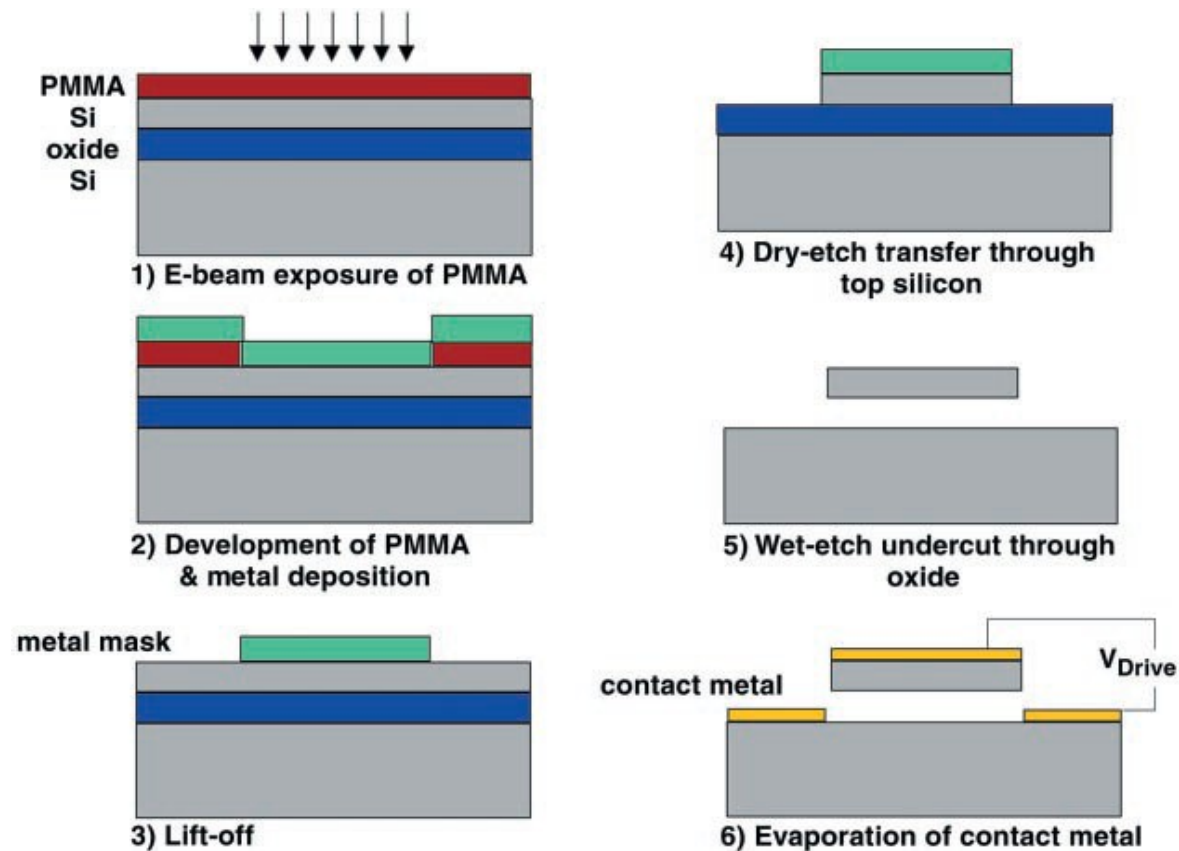 PMMA
Si
oxide
Si
1) E-beam exposure of PMMA
2) Development of PMMA
& metal deposition
metal mask
3) Lift-off
4) Dry-etch transfer through
top silicon
5) Wet-etch undercut through
oxide
contact metal
VDrive
6) Evaporation of contact metal